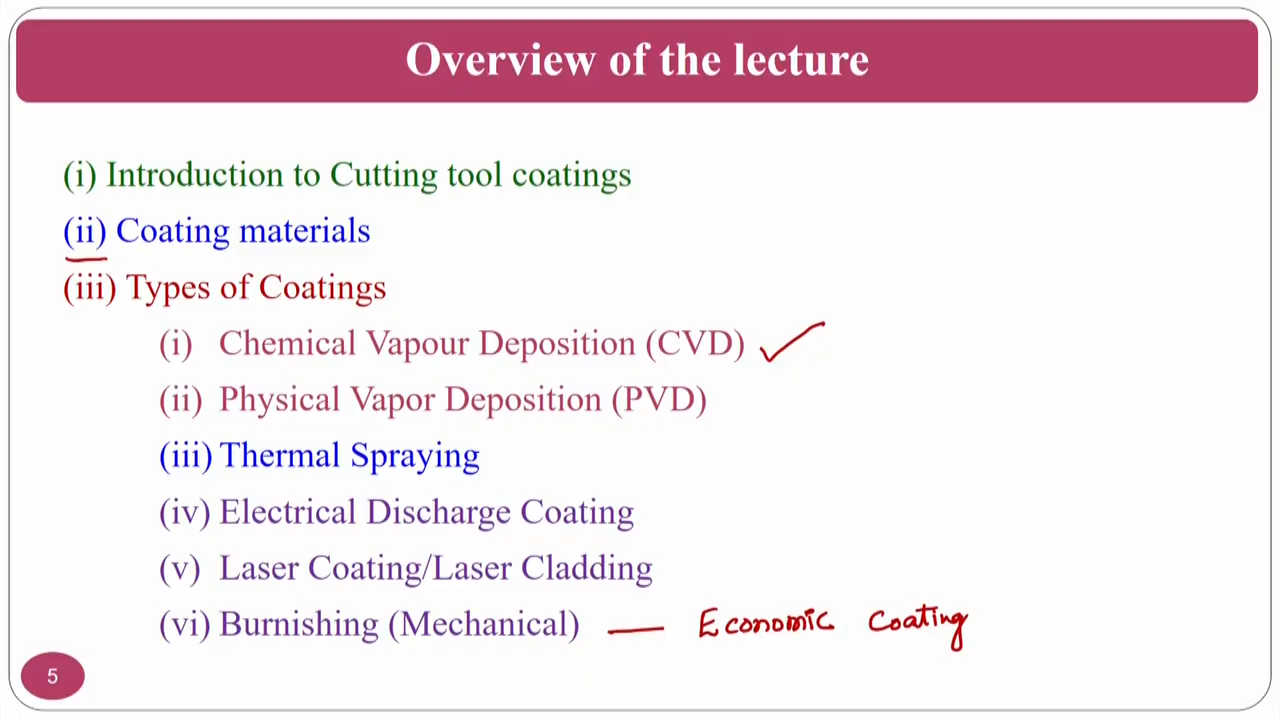 Overview of the lecture
(i) Introduction to Cutting tool coatings
(ii) Coating materials
(iii) Types of Coatings
(i) Chemical Vapour Deposition (CVD)
(ii) Physical Vapor Deposition (PVD)
(iii) Thermal Spraying
(iv) Electrical Discharge Coating
(v) Laser Coating/Laser Cladding
(vi) Burnishing (Mechanical) — Economic Coating
5